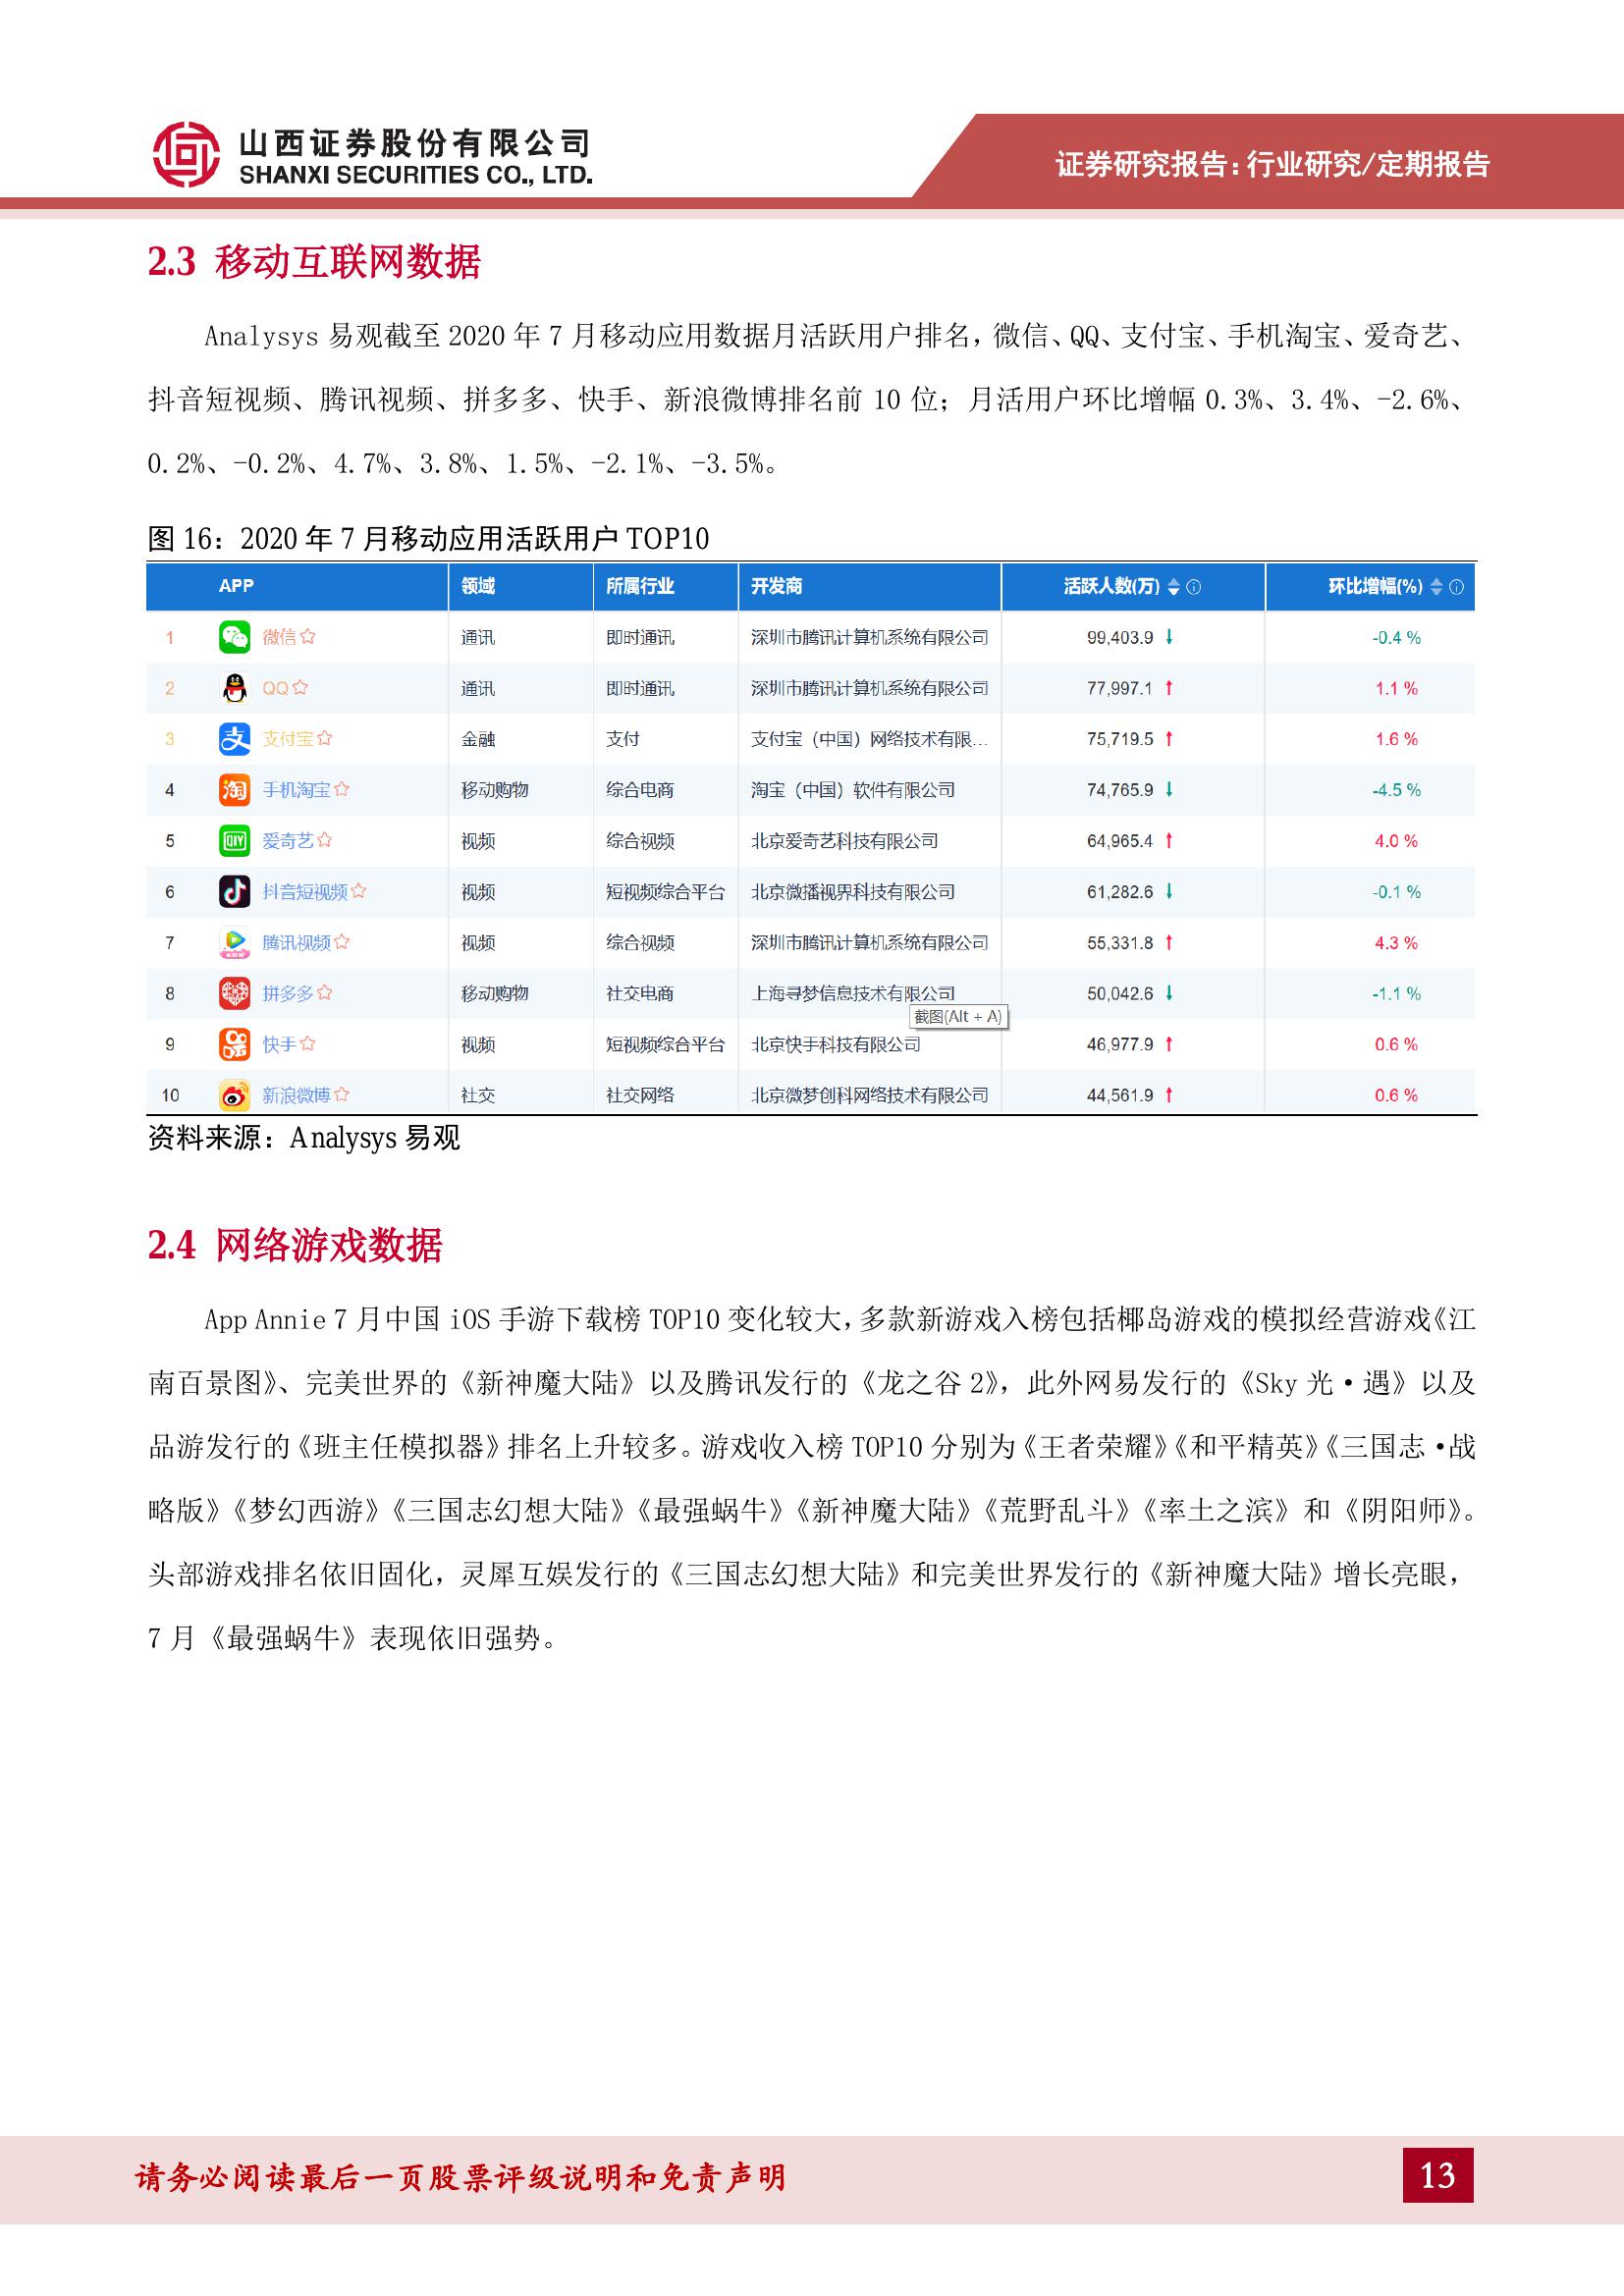 山西证券股份有限公司
SHANXI SECURITIES CO., LTD.
证券研究报告:行业研究/定期报告
2.3 移动互联网数据
Analysys 易观截至 2020 年 7 月移动应用数据月活跃用户排名，微信、QQ、支付宝、手机淘宝、爱奇艺、
抖音短视频、腾讯视频、拼多多、快手、新浪微博排名前 10 位；月活用户环比增幅 0.3%、3.4%、-2.6%、
0.2%、-0.2%、4.7%、3.8%、1.5%、-2.1%、-3.5%。
图 16：2020 年 7 月移动应用活跃用户 TOP10
APP 领域 所属行业 开发商 活跃人数(万) 环比增幅(%)
1 微信 通讯 即时通讯 深圳市腾讯计算机系统有限公司 99,403.9 ↓ -0.4 %
2 QQ 通讯 即时通讯 深圳市腾讯计算机系统有限公司 77,997.1 ↑ 1.1 %
3 支付宝 金融 支付 支付宝（中国）网络技术有限... 75,719.5 ↑ 1.6 %
4 手机淘宝 移动购物 综合电商 淘宝（中国）软件有限公司 74,765.9 ↓ -4.5 %
5 爱奇艺 视频 综合视频 北京爱奇艺科技有限公司 64,965.4 ↑ 4.0 %
6 抖音短视频 视频 短视频综合平台 北京微播视界科技有限公司 61,282.6 ↓ -0.1 %
7 腾讯视频 视频 综合视频 深圳市腾讯计算机系统有限公司 55,331.8 ↑ 4.3 %
8 拼多多 移动购物 社交电商 上海寻梦信息技术有限公司 50,042.6 ↓ -1.1 %
截图(Alt + A)
9 快手 视频 短视频综合平台 北京快手科技有限公司 46,977.9 ↑ 0.6 %
10 新浪微博 社交 社交网络 北京微梦创科网络技术有限公司 44,561.9 ↑ 0.6 %
资料来源：Analysys 易观
2.4 网络游戏数据
App Annie 7 月中国 iOS 手游下载榜 TOP10 变化较大，多款新游戏入榜包括椰岛游戏的模拟经营游戏《江
南百景图》、完美世界的《新神魔大陆》以及腾讯发行的《龙之谷 2》，此外网易发行的《Sky 光·遇》以及
品游发行的《班主任模拟器》排名上升较多。游戏收入榜 TOP10 分别为《王者荣耀》《和平精英》《三国志·战
略版》《梦幻西游》《三国志幻想大陆》《最强蜗牛》《新神魔大陆》《荒野乱斗》《率土之滨》和《阴阳师》。
头部游戏排名依旧固化，灵犀互娱发行的《三国志幻想大陆》和完美世界发行的《新神魔大陆》增长亮眼，
7 月《最强蜗牛》表现依旧强势。
请务必阅读最后一页股票评级说明和免责声明
13